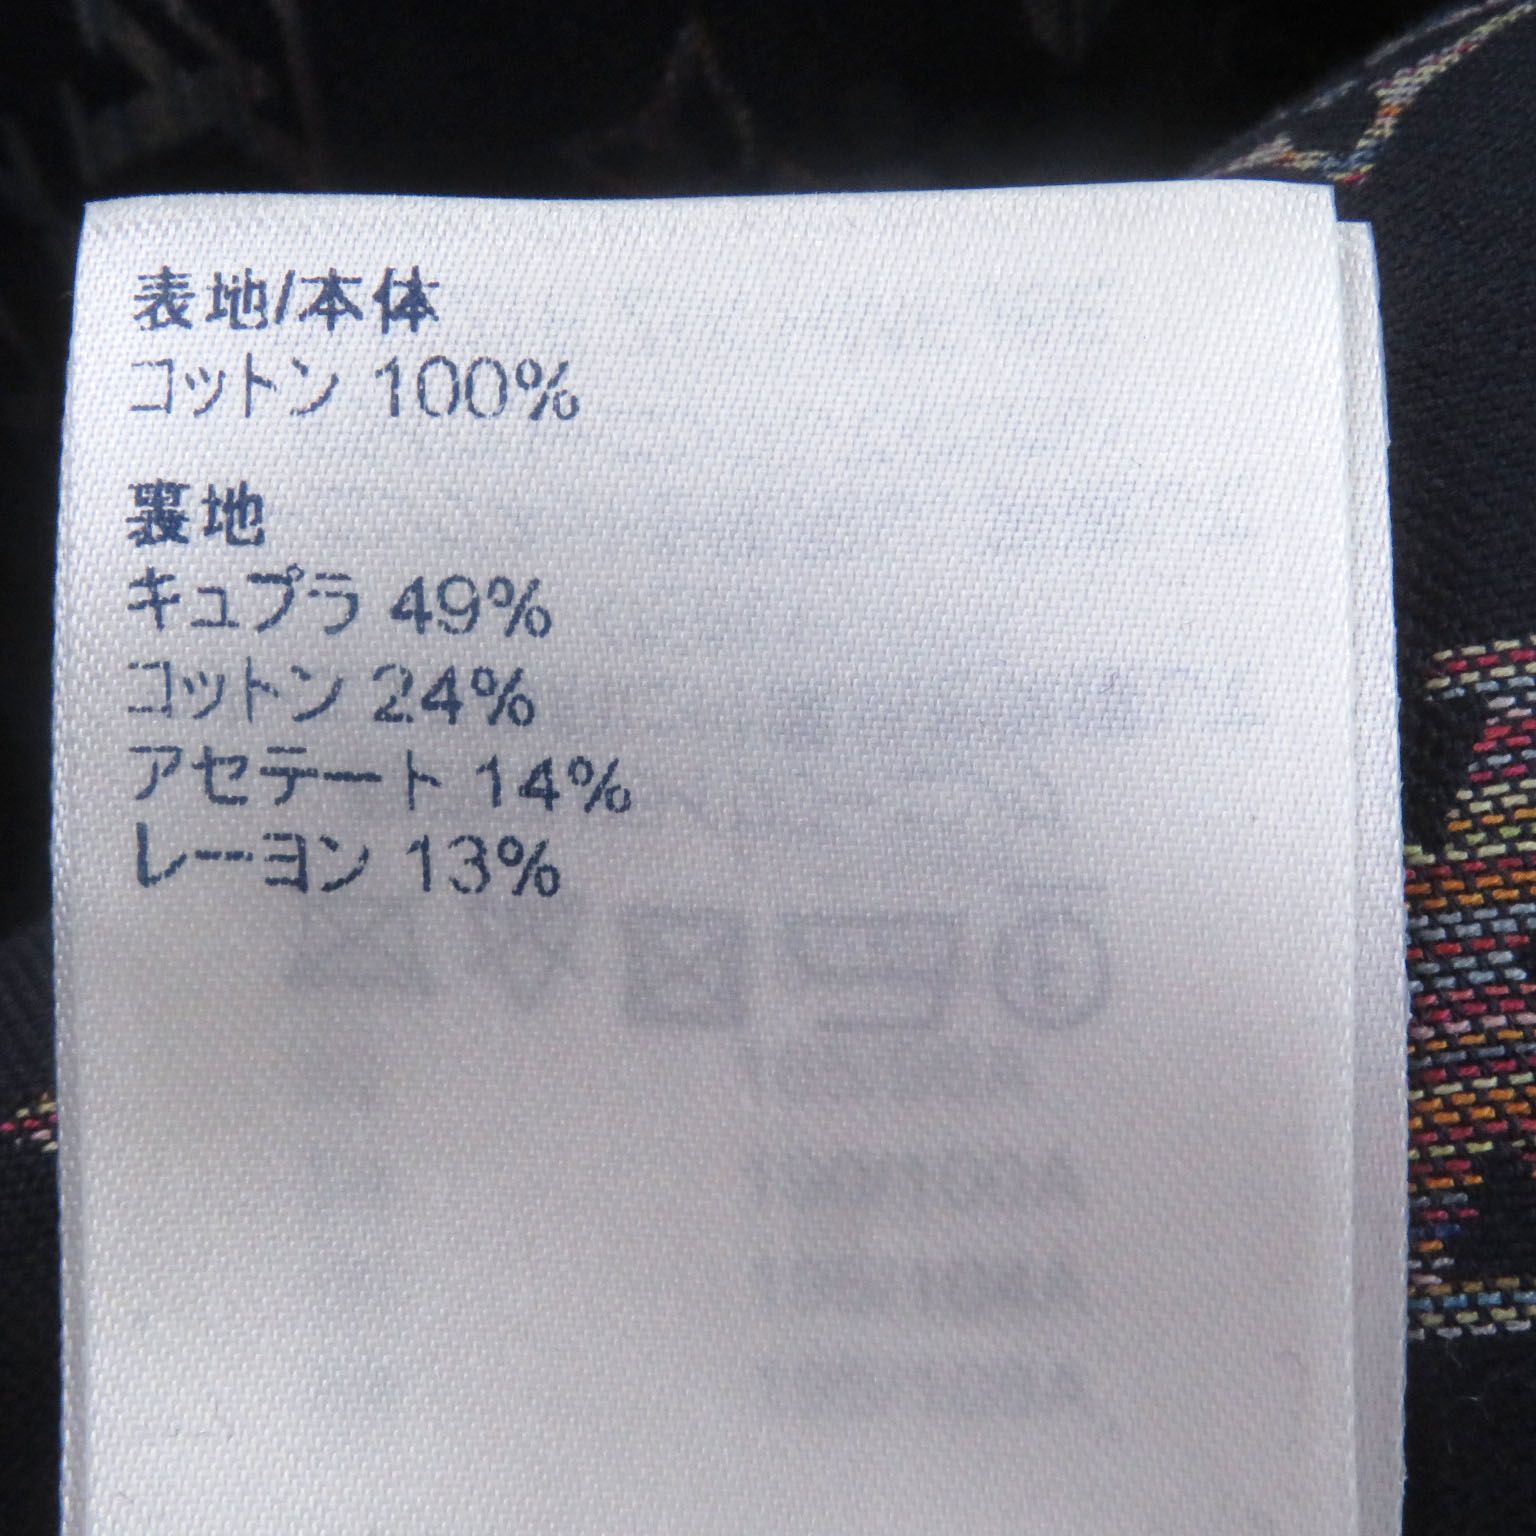 表地/本体
コットン 100%
裏地
キュプラ 49%
コットン 24%
アセテート 14%
レーヨン 13%